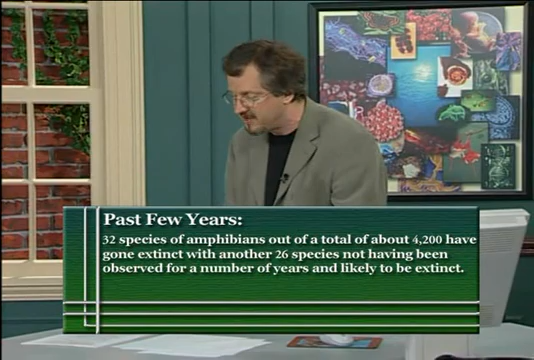 Past Few Years:
32 species of amphibians out of a total of about 4,200 have
gone extinct with another 26 species not having been
observed for a number of years and likely to be extinct.